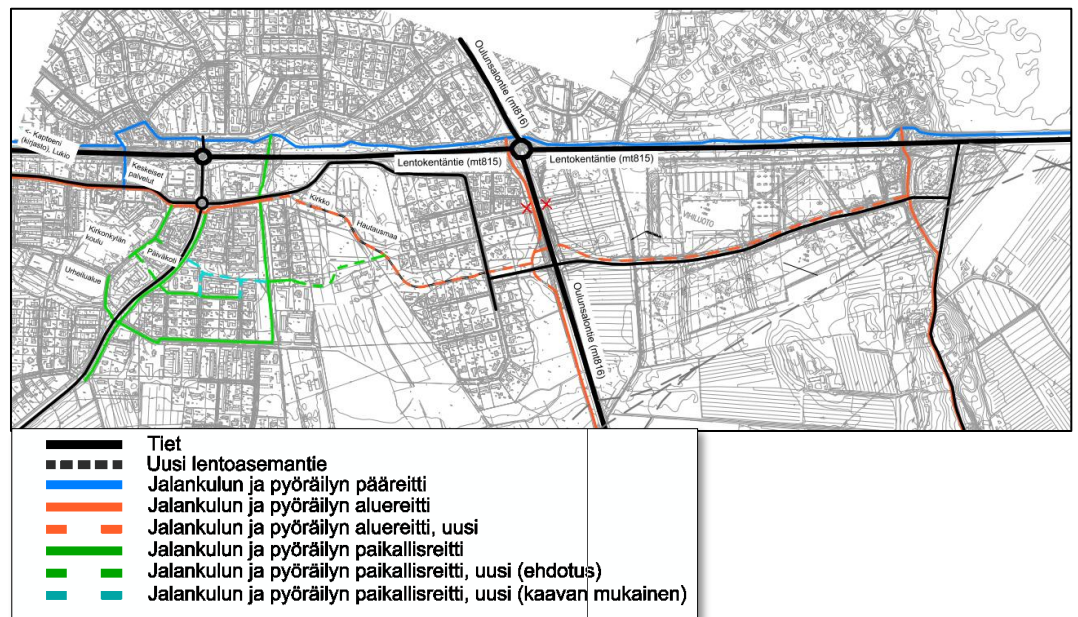 Oulunsalontie (mt816)
<- Kapteeni
(kirjasto), Lukio
Keskeiset
palvelut
Lentokentäntie (mt815)
Lentokentäntie (mt815)
Kirkko
Hautausmaa
Kirkonkylän
koulu
Päiväkoti
Urheilualue
VIHILUOTO
Oulunsalontie (mt816)
Tiet
Uusi lentoasemantie
Jalankulun ja pyöräilyn pääreitti
Jalankulun ja pyöräilyn aluereitti
Jalankulun ja pyöräilyn aluereitti, uusi
Jalankulun ja pyöräilyn paikallisreitti
Jalankulun ja pyöräilyn paikallisreitti, uusi (ehdotus)
Jalankulun ja pyöräilyn paikallisreitti, uusi (kaavan mukainen)